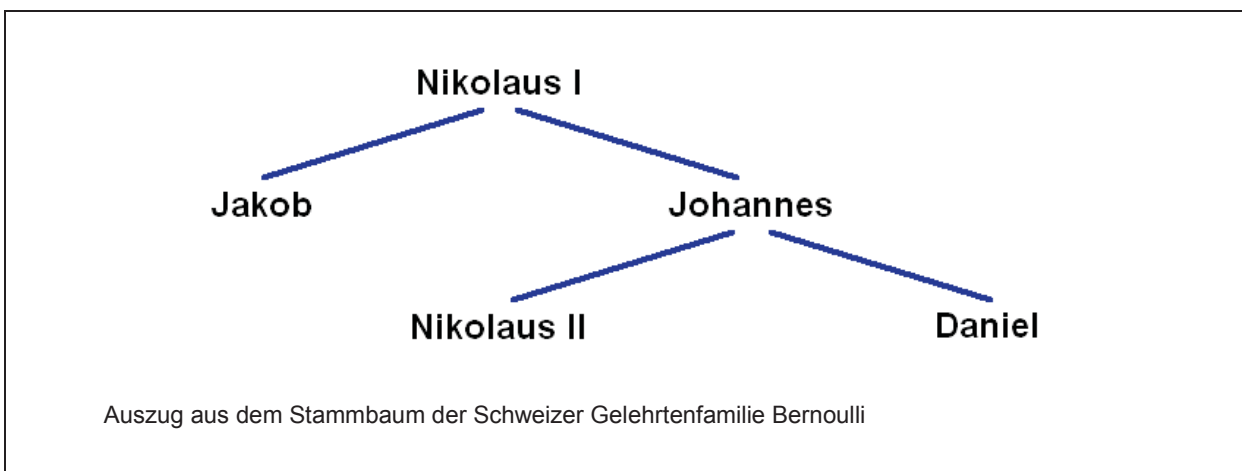 Nikolaus I
Jakob Johannes
Nikolaus II Daniel
Auszug aus dem Stammbaum der Schweizer Gelehrtenfamilie Bernoulli